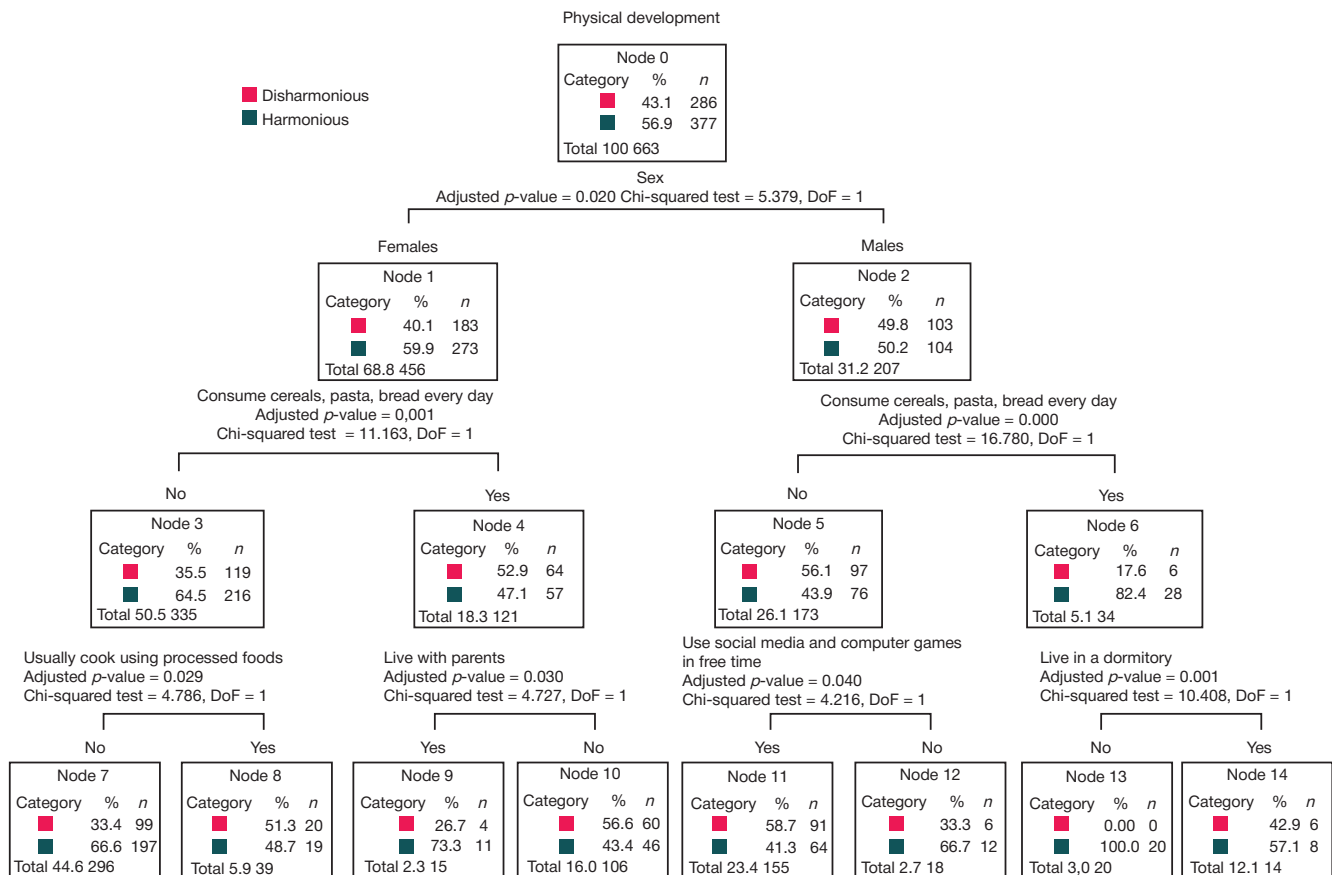 Physical development
Disharmonious
Harmonious
Node 0
Category % n
43.1 286
56.9 377
Total 100 663
Sex
Adjusted p-value = 0.020 Chi-squared test = 5.379, DoF = 1
Females
Node 1
Category % n
40.1 183
59.9 273
Total 68.8 456
Males
Node 2
Category % n
49.8 103
50.2 104
Total 31.2 207
Consume cereals, pasta, bread every day
Adjusted p-value = 0,001
Chi-squared test = 11.163, DoF = 1
Consume cereals, pasta, bread every day
Adjusted p-value = 0.000
Chi-squared test = 16.780, DoF = 1
No
Node 3
Category % n
35.5 119
64.5 216
Total 50.5 335
Yes
Node 4
Category % n
52.9 64
47.1 57
Total 18.3 121
No
Node 5
Category % n
56.1 97
43.9 76
Total 26.1 173
Yes
Node 6
Category % n
17.6 6
82.4 28
Total 5.1 34
Usually cook using processed foods
Adjusted p-value = 0.029
Chi-squared test = 4.786, DoF = 1
Live with parents
Adjusted p-value = 0.030
Chi-squared test = 4.727, DoF = 1
Use social media and computer games
in free time
Adjusted p-value = 0.040
Chi-squared test = 4.216, DoF = 1
Live in a dormitory
Adjusted p-value = 0.001
Chi-squared test = 10.408, DoF = 1
No
Node 7
Category % n
33.4 99
66.6 197
Total 44.6 296
Yes
Node 8
Category % n
51.3 20
48.7 19
Total 5.9 39
Yes
Node 9
Category % n
26.7 4
73.3 11
Total 2.3 15
No
Node 10
Category % n
56.6 60
43.4 46
Total 16.0 106
Yes
Node 11
Category % n
58.7 91
41.3 64
Total 23.4 155
No
Node 12
Category % n
33.3 6
66.7 12
Total 2.7 18
No
Node 13
Category % n
0.00 0
100.0 20
Total 3,0 20
Yes
Node 14
Category % n
42.9 6
57.1 8
Total 12.1 14